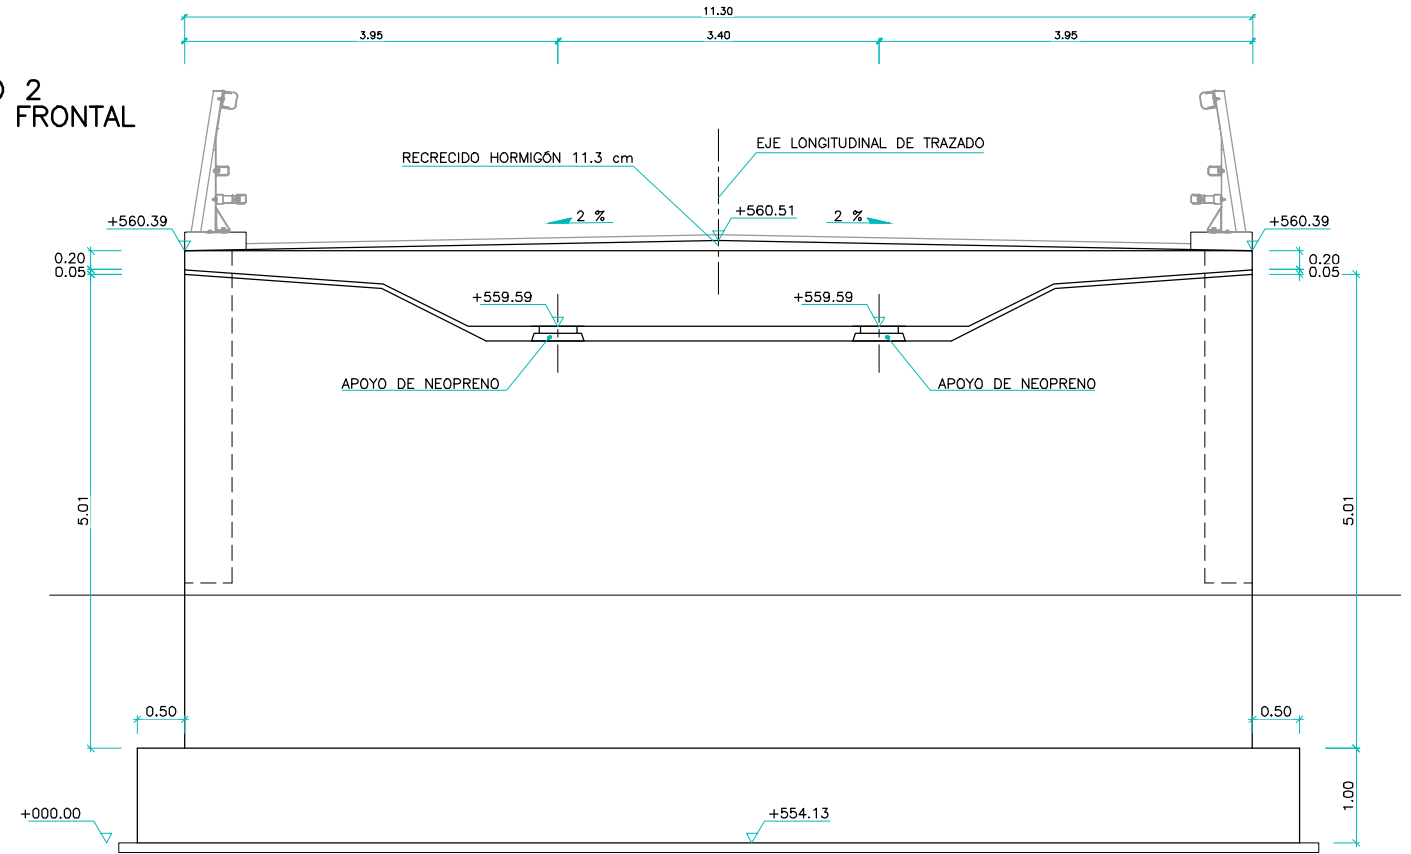 11.30
3.95 3.40 3.95
2
FRONTAL
EJE LONGITUDINAL DE TRAZADO
RECRECIDO HORMIGÓN 11.3 cm
+560.39 2 % +560.51 2 % +560.39
0.20 0.20
0.05 0.05
+559.59 +559.59
APOYO DE NEOPRENO APOYO DE NEOPRENO
5.01 5.01
0.50 0.50
1.00
+000.00 +554.13